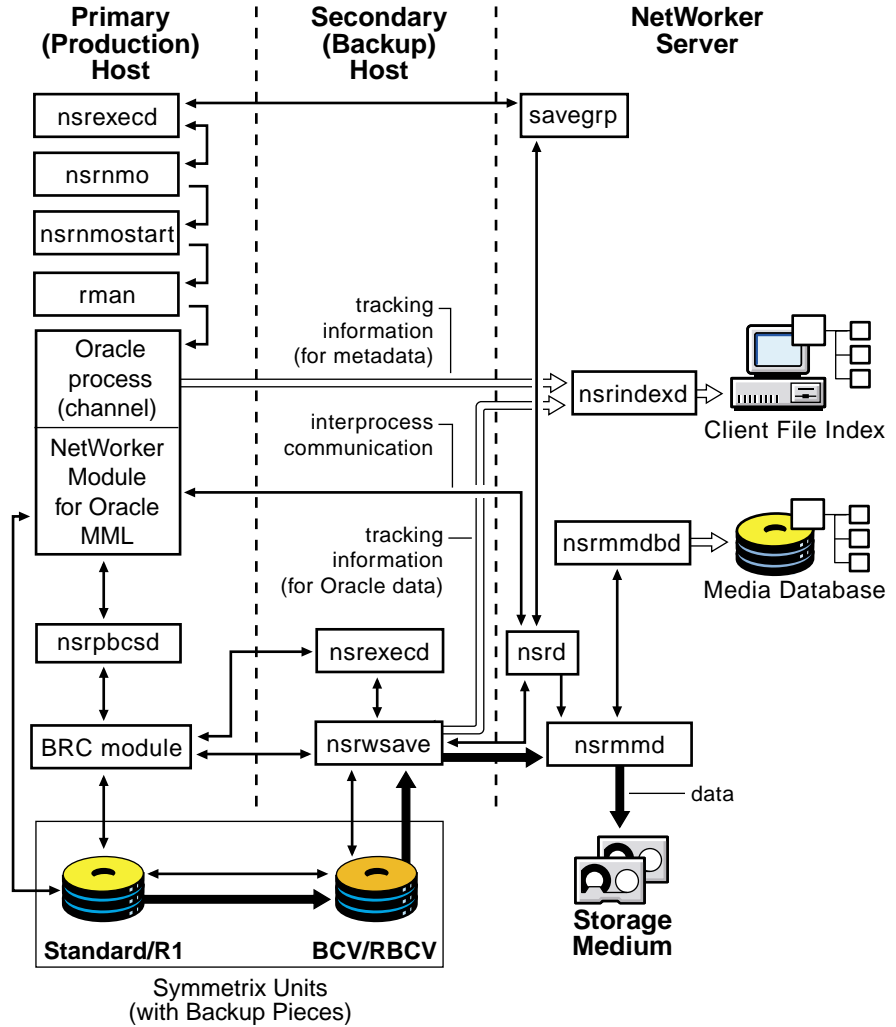 Primary
(Production)
Host
Secondary
(Backup)
Host
NetWorker
Server
nsrexecd
savegrp
nsrnmo
nsrnmostart
rman
tracking
information
(for metadata)
Oracle
process
(channel)
nsrindexd
Client File Index
interprocess
communication
NetWorker
Module
for Oracle
MML
tracking
information
(for Oracle data)
nsrmmdbd
Media Database
nsrpbcsd
nsrexecd
nsrd
BRC module
nsrwsave
nsrmmd
data
Standard/R1
BCV/RBCV
Storage
Medium
Symmetrix Units
(with Backup Pieces)